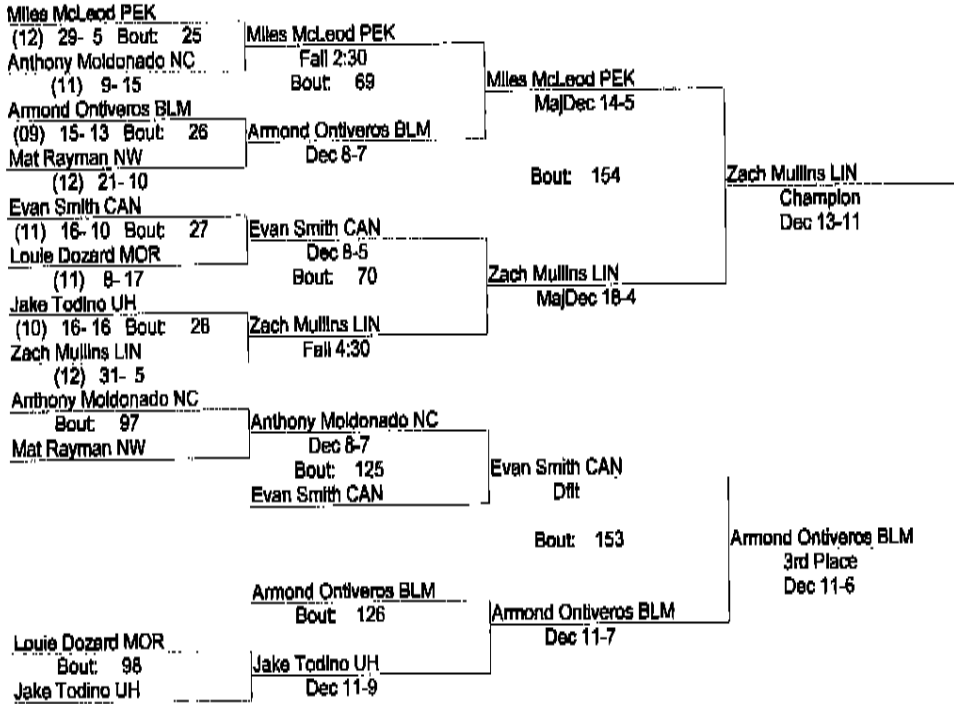 Miles McLeod PEK
(12) 29- 5 Bout: 25
Anthony Moldonado NC
(11) 9- 15
Armond Ontiveros BLM
(09) 15- 13 Bout: 26
Mat Rayman NW
(12) 21- 10
Evan Smith CAN
(11) 16- 10 Bout: 27
Louie Dozard MOR
(11) 8- 17
Jake Todino UH
(10) 16- 16 Bout: 28
Zach Mullins LIN
(12) 31- 5
Miles McLeod PEK
Fall 2:30
Bout: 69
Armond Ontiveros BLM
Dec 8-7
Evan Smith CAN
Dec 8-5
Bout: 70
Zach Mullins LIN
Fall 4:30
Miles McLeod PEK
MajDec 14-5
Bout: 154
Zach Mullins LIN
MajDec 18-4
Zach Mullins LIN
Champion
Dec 13-11
Anthony Moldonado NC
Bout: 97
Mat Rayman NW
Anthony Moldonado NC
Dec 8-7
Bout: 125
Evan Smith CAN
Evan Smith CAN
Dflt
Bout: 153
Armond Ontiveros BLM
Bout: 126
Louie Dozard MOR
Bout: 98
Jake Todino UH
Jake Todino UH
Dec 11-9
Armond Ontiveros BLM
Dec 11-7
Armond Ontiveros BLM
3rd Place
Dec 11-6